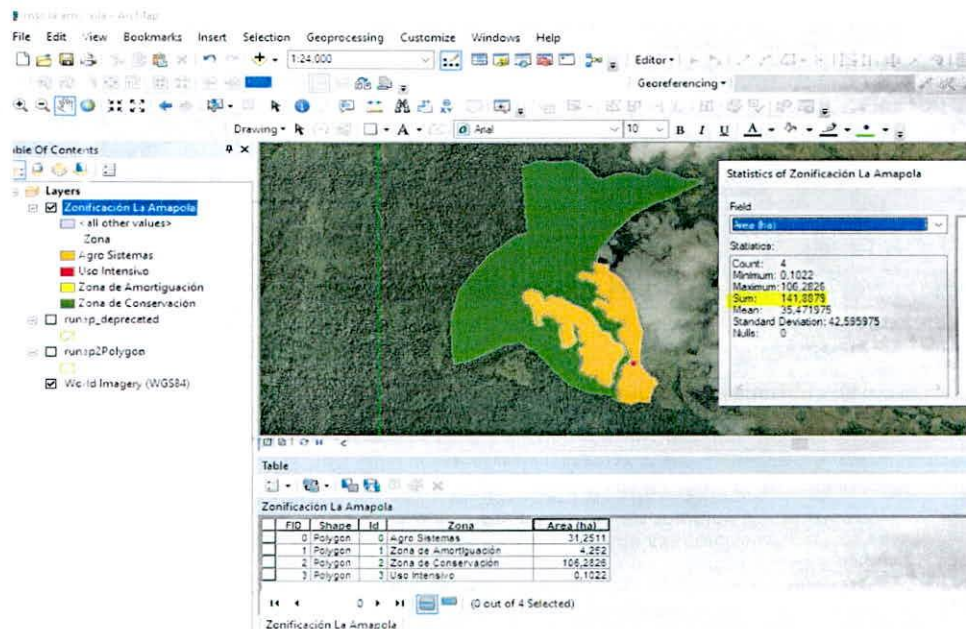 ArcMap
File Edit View Bookmarks Insert Selection Geoprocessing Customize Windows Help
1:24.000
Editor
Georeferencing
Drawing A Arial 10 B I U A
ble Of Contents
Layers
Zonificación La Amapola
<all other values>
Zona
Agro Sistemas
Uso Intensivo
Zona de Amortiguación
Zona de Conservación
runap_deprecated
runap2Polygon
World Imagery (WGS84)
Statistics of Zonificación La Amapola
Field
Area (ha)
Statistics:
Count: 4
Minimum: 0,1022
Maximum: 106,2826
Sum: 141,8879
Mean: 35,471975
Standard Deviation: 42,595975
Nulls: 0
Table
Zonificación La Amapola
FID Shape Id Zona Area (ha)
0 Polygon 0 Agro Sistemas 31,2511
1 Polygon 1 Zona de Amortiguación 4,252
2 Polygon 2 Zona de Conservación 106,2826
3 Polygon 3 Uso Intensivo 0,1022
0 (0 out of 4 Selected)
Zonificación La Amapola